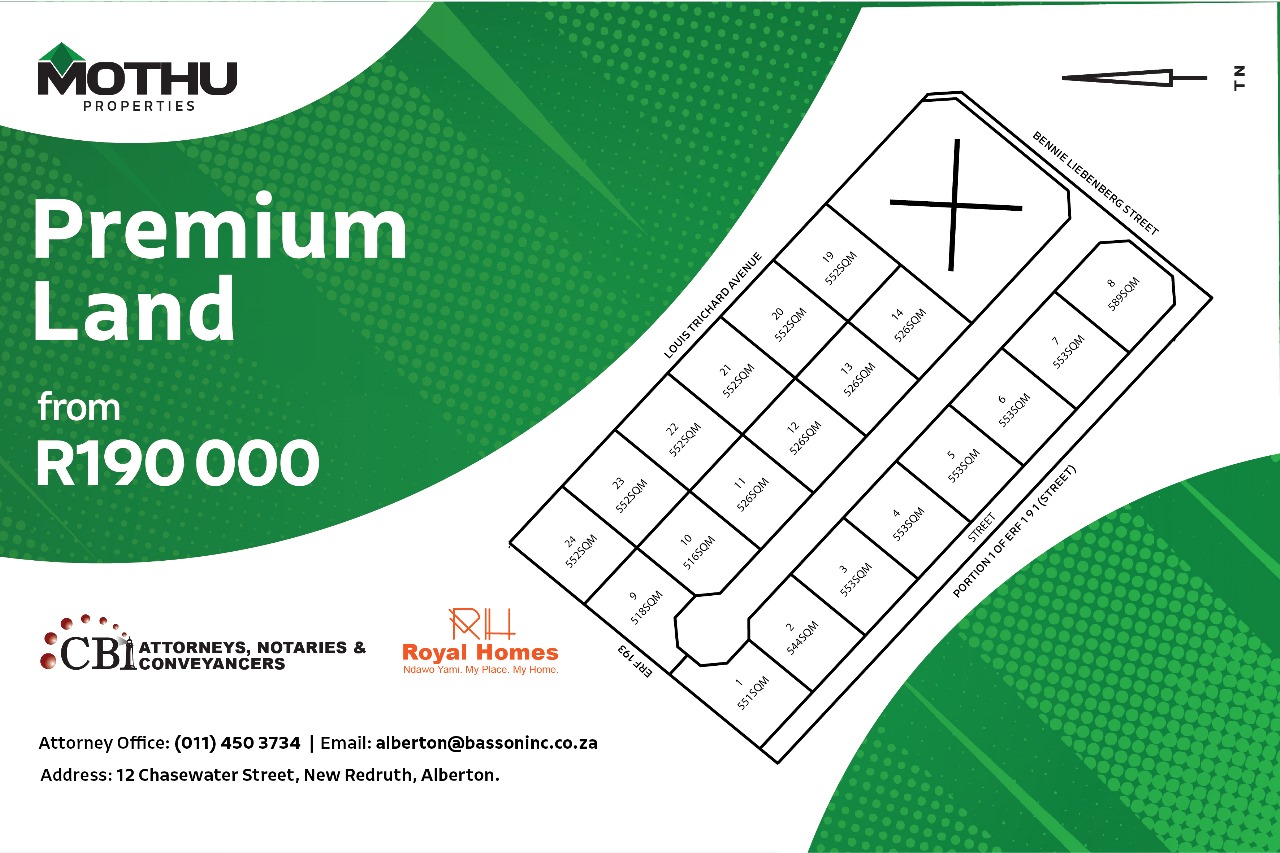 MOTHU
PROPERTIES
Premium
Land
from
R190 000
TN
BENNIE LIEBENBERG STREET
LOUIS TRICHARD AVENUE
19
552SQM
20
552SQM
21
552SQM
22
552SQM
23
552SQM
24
552SQM
14
526SQM
13
526SQM
12
526SQM
11
526SQM
10
516SQM
9
518SQM
8
589SQM
7
553SQM
6
553SQM
5
553SQM
4
553SQM
3
553SQM
2
544SQM
1
551SQM
STREET
PORTION 1 OF ERF 1 9 1 (STREET)
ERF 193
CBI ATTORNEYS, NOTARIES &
CONVEYANCERS
RH
Royal Homes
Ndawo Yami. My Place. My Home.
Attorney Office: (011) 450 3734 | Email: alberton@bassoninc.co.za
Address: 12 Chasewater Street, New Redruth, Alberton.